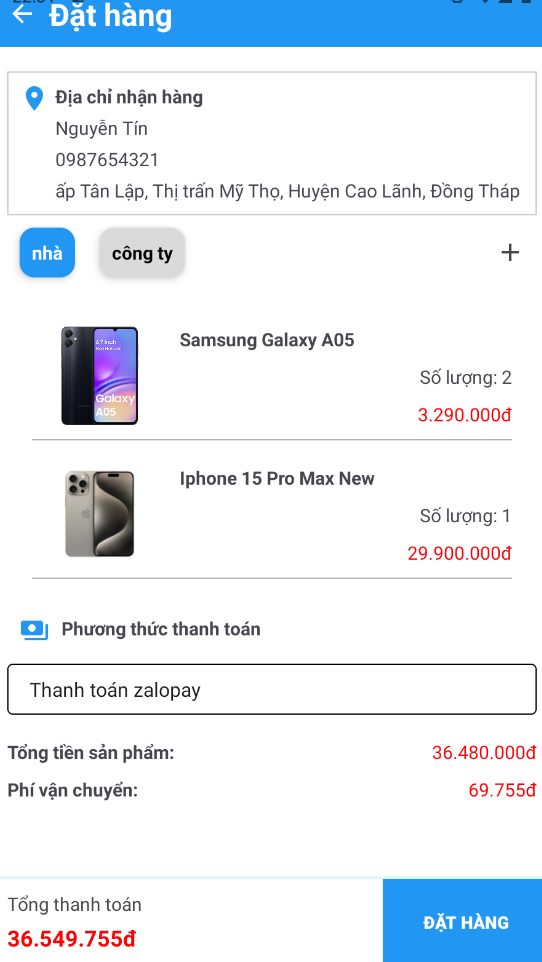 Đặt hàng
Địa chỉ nhận hàng
Nguyễn Tín
0987654321
ấp Tân Lập, Thị trấn Mỹ Thọ, Huyện Cao Lãnh, Đồng Tháp
nhà
công ty
+
Samsung Galaxy A05
6.7 inch
Galaxy
A05
Số lượng: 2
3.290.000đ
Iphone 15 Pro Max New
Số lượng: 1
29.900.000đ
Phương thức thanh toán
Thanh toán zalopay
Tổng tiền sản phẩm: 36.480.000đ
Phí vận chuyển: 69.755đ
Tổng thanh toán
36.549.755đ
ĐẶT HÀNG